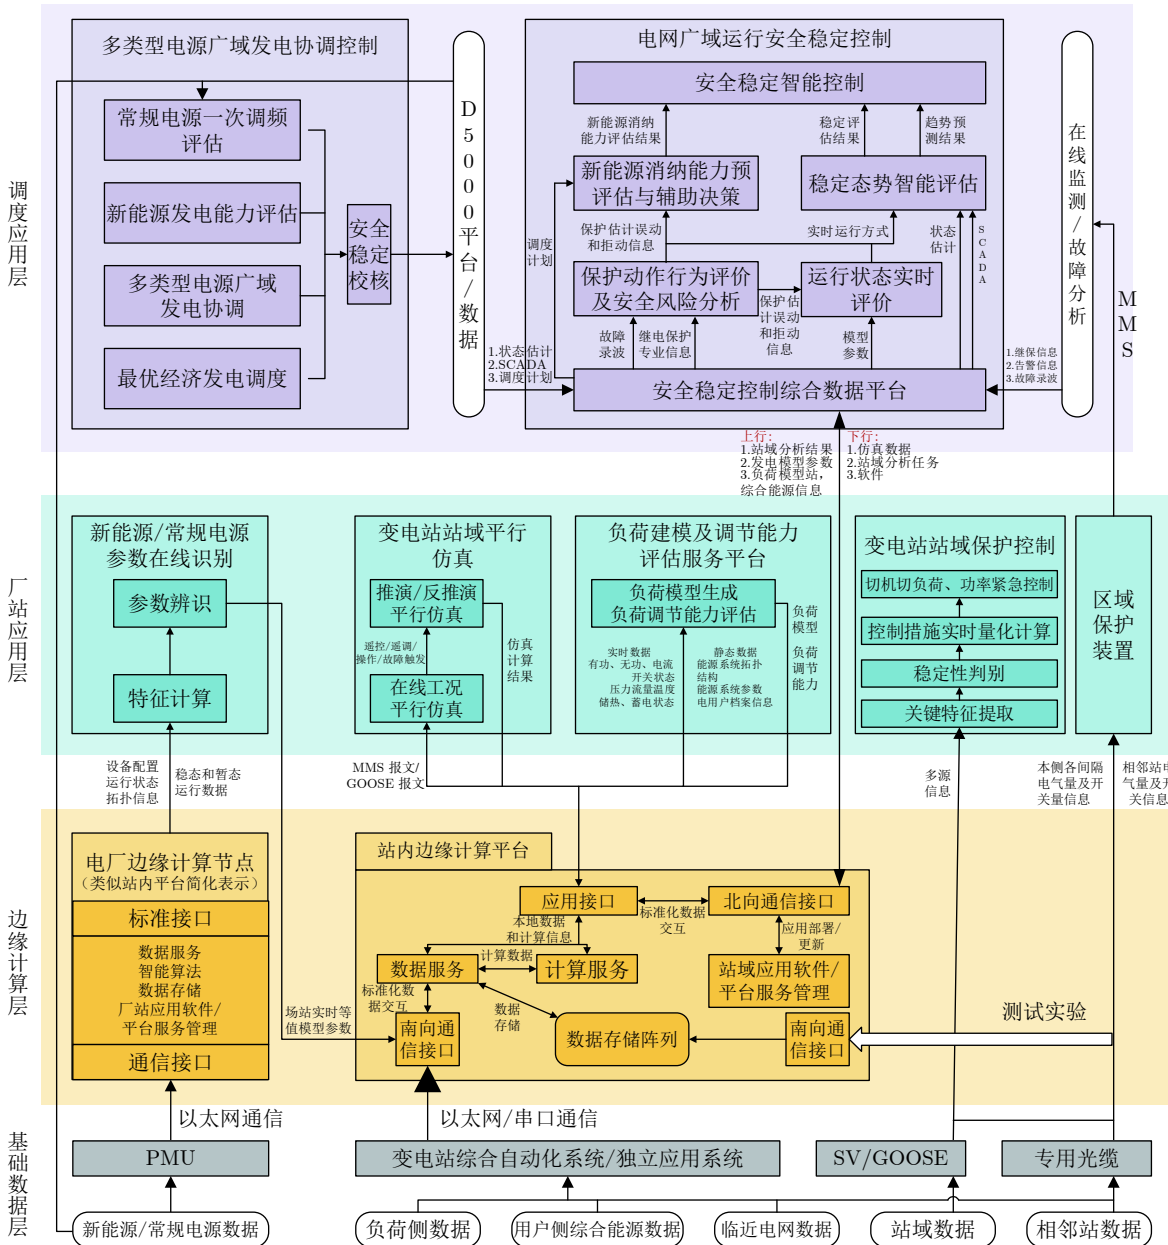 调度应用层
多类型电源广域发电协调控制
常规电源一次调频
评估
新能源发电能力评估
多类型电源广域
发电协调
最优经济发电调度
安全
稳定
校核
D5000平台/数据
电网广域运行安全稳定控制
安全稳定智能控制
新能源消纳
能力评估结果
稳定评
估结果
趋势预
测结果
新能源消纳能力预
评估与辅助决策
稳定态势智能评估
调度
计划
保护估计误动
和拒动信息
实时运行方式
状态
估计
SCADA
保护动作行为评价
及安全风险分析
保护估
计误动
和拒动
信息
运行状态实时
评价
故障
录波
继电保护
专业信息
模型
参数
1.状态估计
2.SCADA
3.调度计划
安全稳定控制综合数据平台
1.继保信息
2.告警信息
3.故障录波
在线监测/故障分析
MMS
上行:
1.站域分析结果
2.发电模型参数
3.负荷模型站，
综合能源信息
下行:
1.仿真数据
2.站域分析任务
3.软件
厂站应用层
新能源/常规电源
参数在线识别
参数辨识
特征计算
变电站站域平行
仿真
推演/反推演
平行仿真
遥控/遥调/
操作/故障触发
在线工况
平行仿真
仿真
计算
结果
负荷建模及调节能力
评估服务平台
负荷模型生成
负荷调节能力评估
实时数据
有功、无功、电流
开关状态
压力流量温度
储热、蓄电状态
静态数据
能源系统拓扑
结构
能源系统参数
电用户档案信息
负荷
模型
负荷
调节
能力
变电站站域保护控制
切机切负荷、功率紧急控制
控制措施实时量化计算
稳定性判别
关键特征提取
区域
保护
装置
设备配置
运行状态
拓扑信息
稳态和暂态
运行数据
MMS 报文/
GOOSE 报文
多源
信息
本侧各间隔
电气量及开
关量信息
相邻站电
气量及开
关信息
边缘计算层
电厂边缘计算节点
（类似站内平台简化表示）
标准接口
数据服务
智能算法
数据存储
厂站应用软件/
平台服务管理
通信接口
场站实时等
值模型参数
站内边缘计算平台
应用接口
标准化数据
交互
北向通信接口
本地数据
和计算信息
应用部署/
更新
数据服务
计算数据
计算服务
站域应用软件/
平台服务管理
标准化数
据交互
数据
存储
南向通
信接口
数据存储阵列
南向通
信接口
测试实验
以太网通信
以太网/串口通信
基础数据层
PMU
变电站综合自动化系统/独立应用系统
SV/GOOSE
专用光缆
新能源/常规电源数据
负荷侧数据
用户侧综合能源数据
临近电网数据
站域数据
相邻站数据